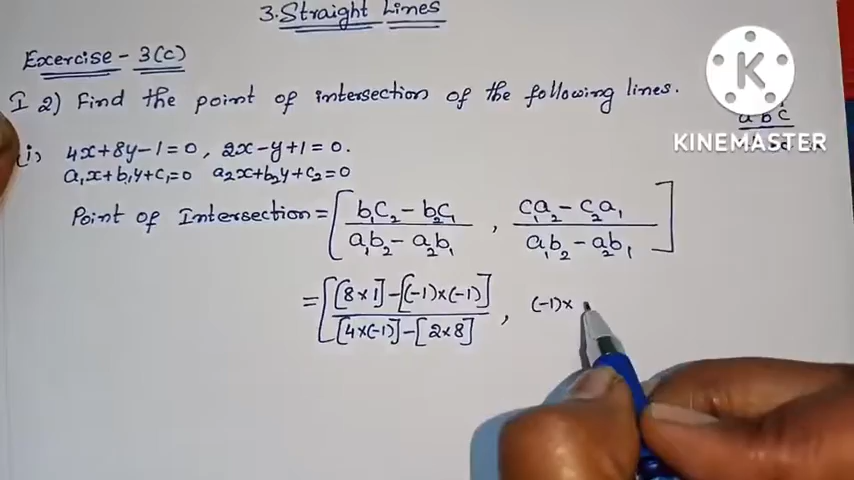 3. Straight Lines
Excercise - 3(c)
I 2) Find the point of intersection of the following lines.
(i) 4x+8y-1=0, 2x-y+1=0.
a₁x+b₁y+c₁=0 a₂x+b₂y+c₂=0
Point of Intersection = [ (b₁c₂-b₂c₁)/(a₁b₂-a₂b₁) , (c₁a₂-c₂a₁)/(a₁b₂-a₂b₁) ]
= [ ([8×1]-[(-1)×(-1)])/([4×(-1)]-[2×8]) , (-1)×
K
KINEMASTER
a b c